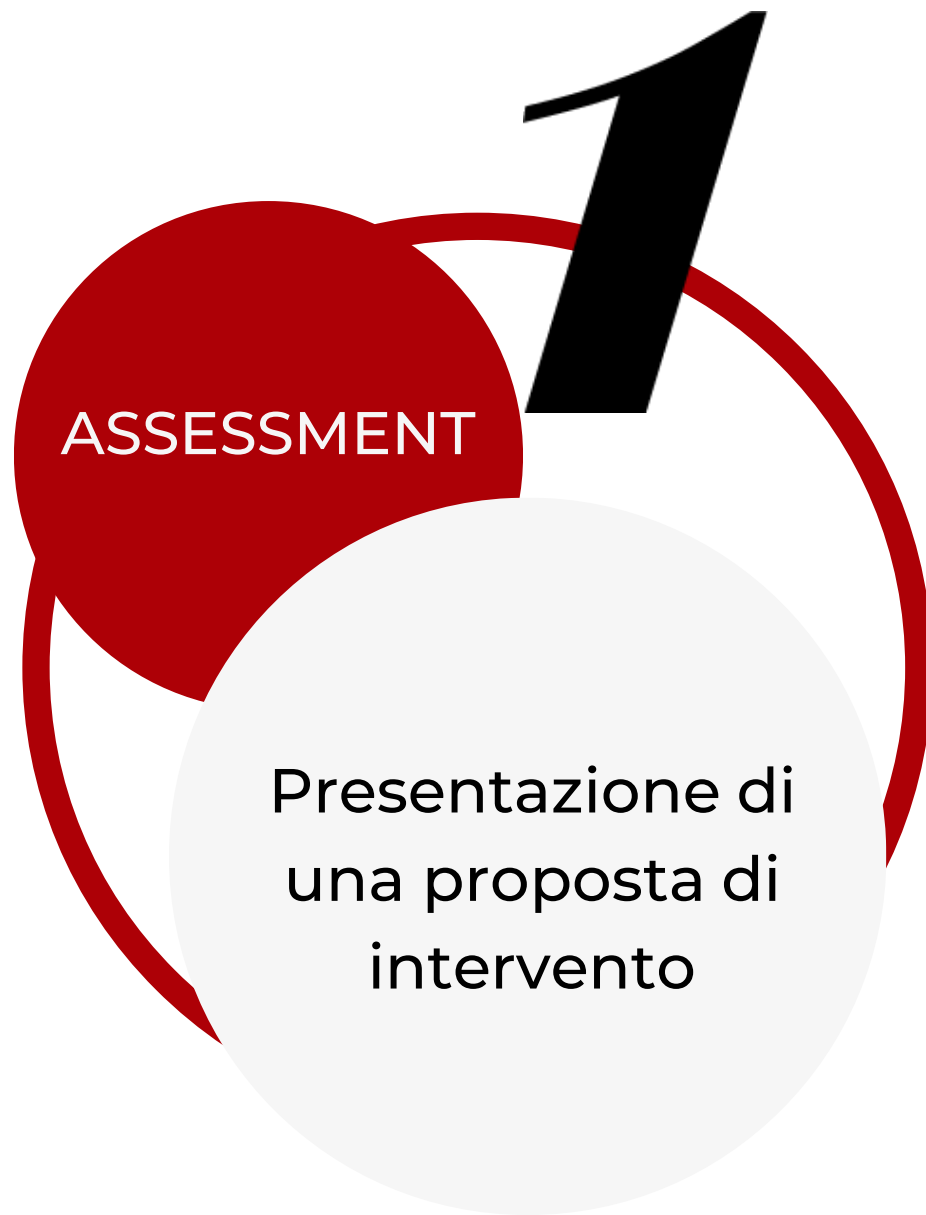 1
ASSESSMENT
Presentazione di
una proposta di
intervento